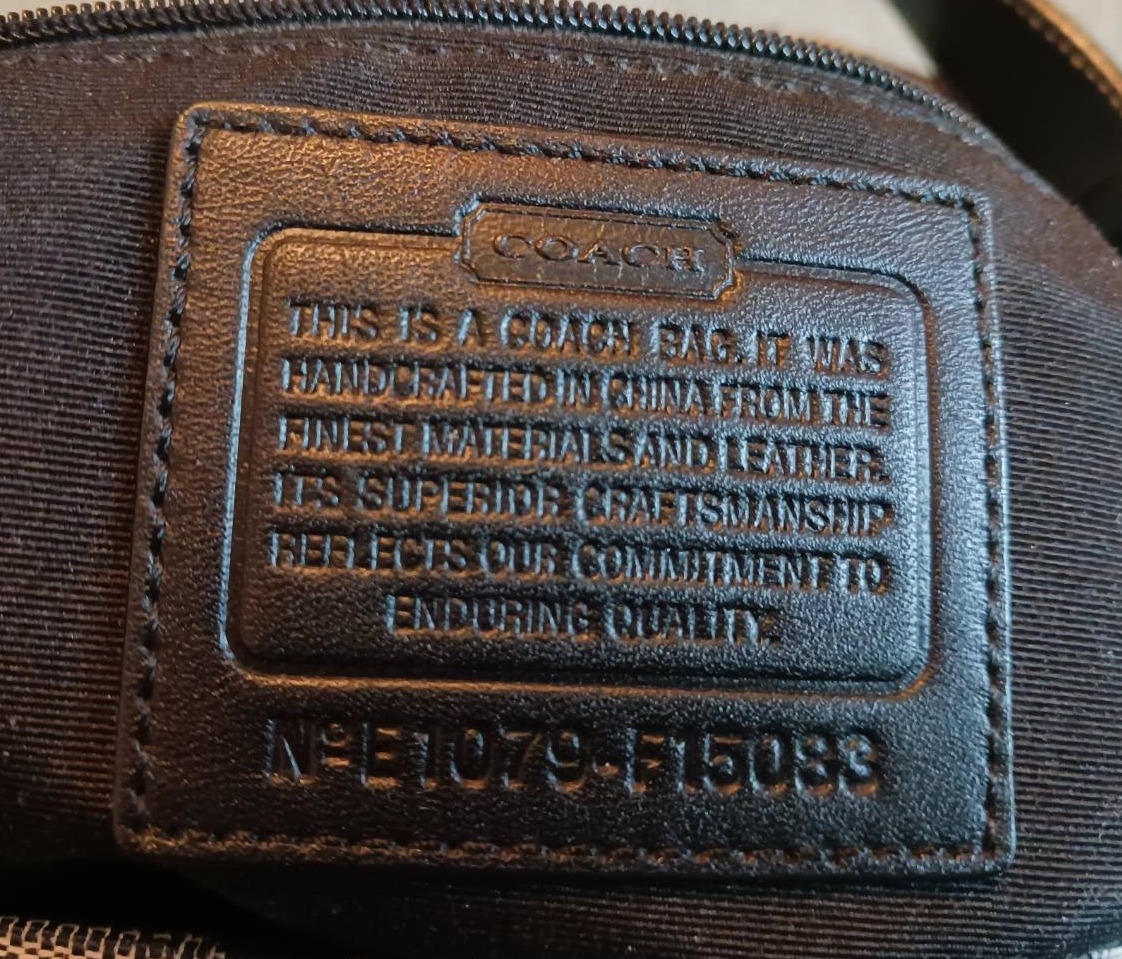 COACH
THIS IS A COACH BAG. IT WAS
HANDCRAFTED IN CHINA FROM THE
FINEST MATERIALS AND LEATHER.
ITS SUPERIOR CRAFTSMANSHIP
REFLECTS OUR COMMITMENT TO
ENDURING QUALITY.
Nº E1079-F15083